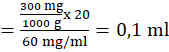 = 300 mg/1000 g x 20 / 60 mg/ml = 0,1 ml